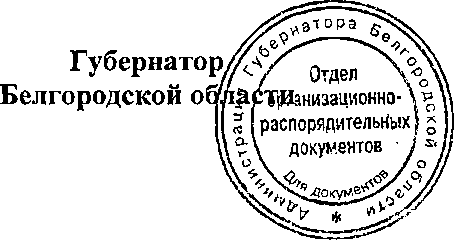 Губернатор
Белгородской области
Администрация Губернатора Белгородской области
Отдел
организационно-
распорядительных
документов
Для документов